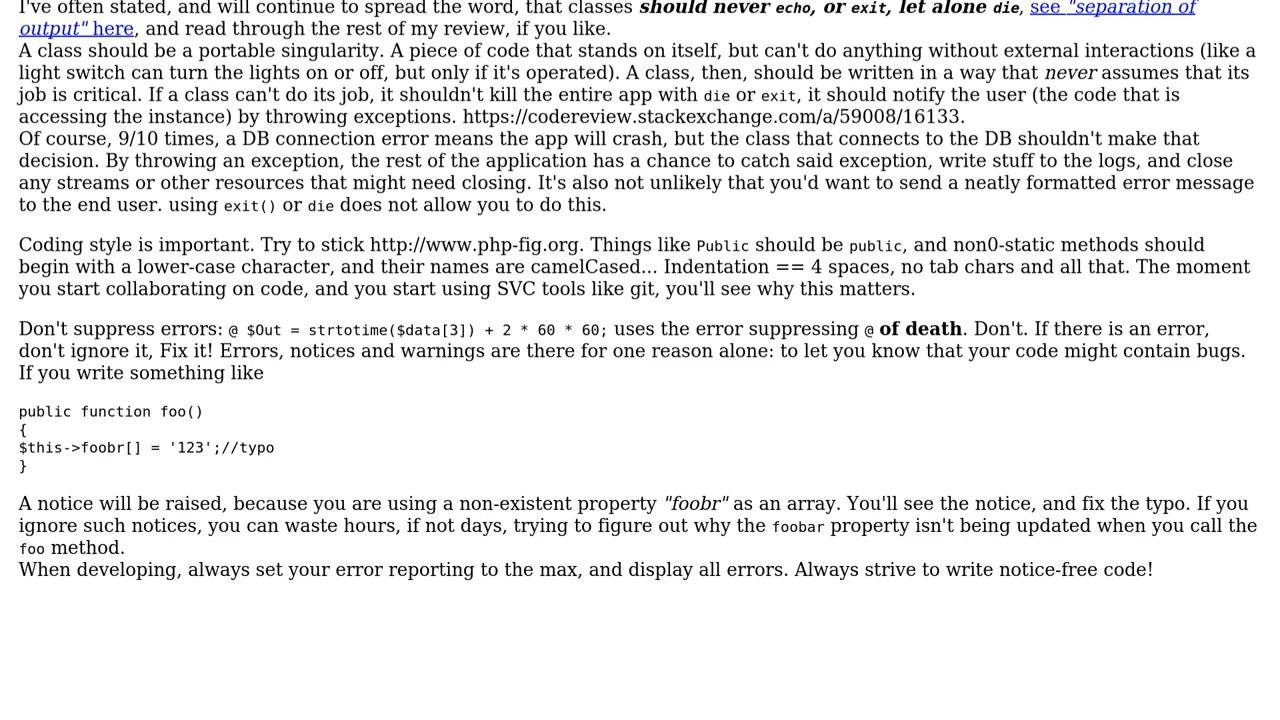 I've often stated, and will continue to spread the word, that classes should never echo, or exit, let alone die, see "separation of
output" here, and read through the rest of my review, if you like.
A class should be a portable singularity. A piece of code that stands on itself, but can't do anything without external interactions (like a
light switch can turn the lights on or off, but only if it's operated). A class, then, should be written in a way that never assumes that its
job is critical. If a class can't do its job, it shouldn't kill the entire app with die or exit, it should notify the user (the code that is
accessing the instance) by throwing exceptions. https://codereview.stackexchange.com/a/59008/16133.
Of course, 9/10 times, a DB connection error means the app will crash, but the class that connects to the DB shouldn't make that
decision. By throwing an exception, the rest of the application has a chance to catch said exception, write stuff to the logs, and close
any streams or other resources that might need closing. It's also not unlikely that you'd want to send a neatly formatted error message
to the end user. using exit() or die does not allow you to do this.
Coding style is important. Try to stick http://www.php-fig.org. Things like Public should be public, and non0-static methods should
begin with a lower-case character, and their names are camelCased... Indentation == 4 spaces, no tab chars and all that. The moment
you start collaborating on code, and you start using SVC tools like git, you'll see why this matters.
Don't suppress errors: @ $Out = strtotime($data[3]) + 2 * 60 * 60; uses the error suppressing @ of death. Don't. If there is an error,
don't ignore it, Fix it! Errors, notices and warnings are there for one reason alone: to let you know that your code might contain bugs.
If you write something like
public function foo()
{
$this->foobr[] = '123';//typo
}
A notice will be raised, because you are using a non-existent property "foobr" as an array. You'll see the notice, and fix the typo. If you
ignore such notices, you can waste hours, if not days, trying to figure out why the foobar property isn't being updated when you call the
foo method.
When developing, always set your error reporting to the max, and display all errors. Always strive to write notice-free code!